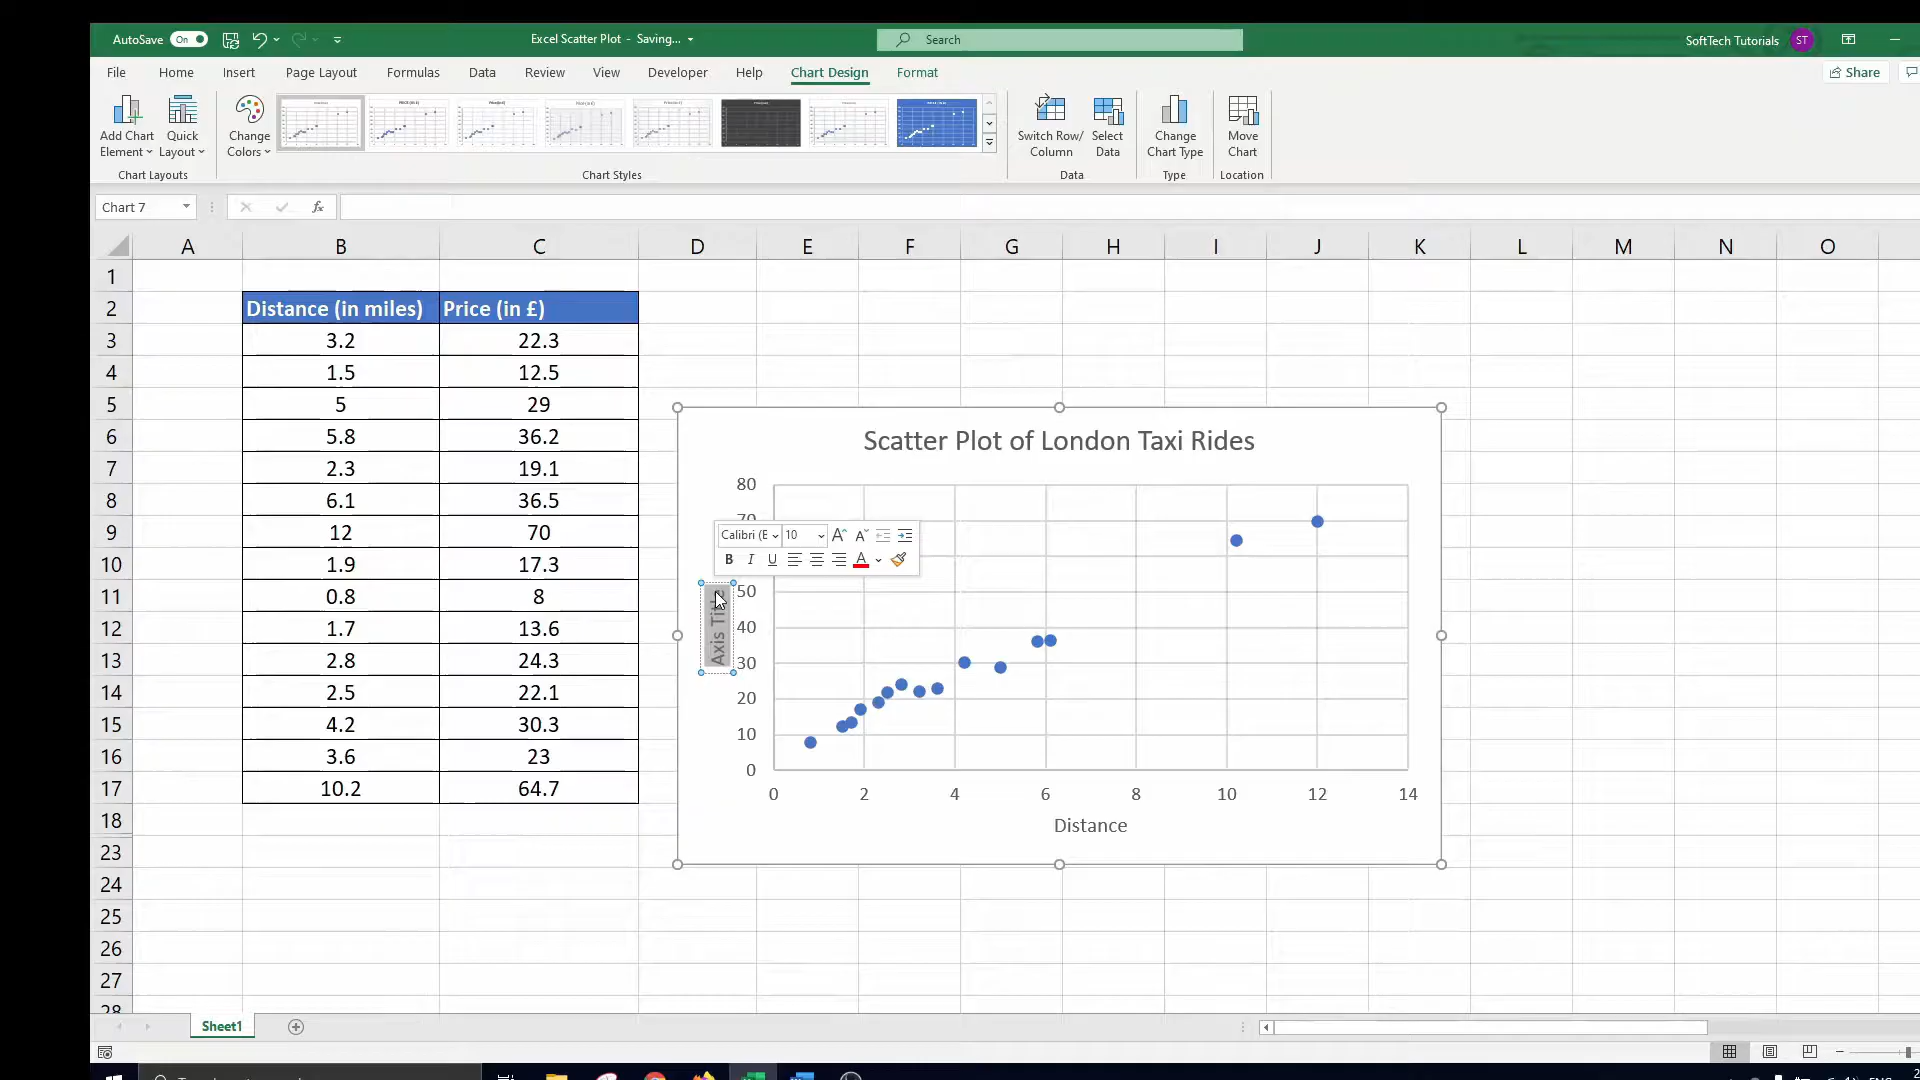 AutoSave On Excel Scatter Plot - Saving... Search SoftTech Tutorials ST
File Home Insert Page Layout Formulas Data Review View Developer Help Chart Design Format Share
Add Chart Element Quick Layout Change Colors Switch Row/ Column Select Data Change Chart Type Move Chart
Chart Layouts Chart Styles Data Type Location
Chart 7 fx
A B C D E F G H I J K L M N O
1
2 Distance (in miles) Price (in £)
3 3.2 22.3
4 1.5 12.5
5 5 29
6 5.8 36.2
7 2.3 19.1
8 6.1 36.5
9 12 70
10 1.9 17.3
11 0.8 8
12 1.7 13.6
13 2.8 24.3
14 2.5 22.1
15 4.2 30.3
16 3.6 23
17 10.2 64.7
18
23
24
25
26
27
28
Scatter Plot of London Taxi Rides
80
70
Calibri (E 10 A A
B I U A
50
40
30
20
10
0
Axis Title
0 2 4 6 8 10 12 14
Distance
Sheet1